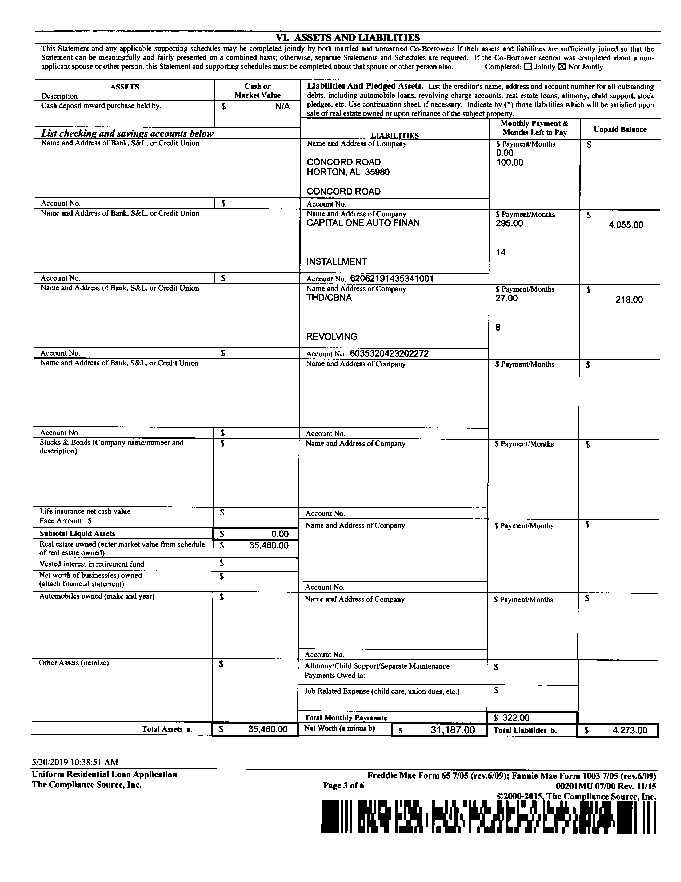 VI. ASSETS AND LIABILITIES
This Statement and any applicable supporting schedules may be completed jointly by both married and unmarried Co-Borrowers if their assets and liabilities are sufficiently joined so that the
Statement can be meaningfully and fairly presented on a combined basis; otherwise, separate Statements and Schedules are required. If the Co-Borrower section was completed about a non-
applicant spouse or other person, this Statement and supporting schedules must be completed about that spouse or other person also. Completed: ☐ Jointly ☒ Not Jointly
ASSETS
Description
Cash or
Market Value
Cash deposit toward purchase held by: $ N/A
Liabilities And Pledged Assets. List the creditor's name, address and account number for all outstanding
debts, including automobile loans, revolving charge accounts, real estate loans, alimony, child support, stock
pledges, etc. Use continuation sheet, if necessary. Indicate by (*) those liabilities which will be satisfied upon
sale of real estate owned or upon refinance of the subject property.
List checking and savings accounts below
LIABILITIES
Monthly Payment &
Months Left to Pay
Unpaid Balance
Name and Address of Bank, S&L, or Credit Union
Name and Address of Company
$ Payment/Months
$
0.00
CONCORD ROAD
100.00
HORTON, AL 35980
CONCORD ROAD
Account No. $
Account No.
Name and Address of Bank, S&L, or Credit Union
Name and Address of Company
$ Payment/Months
$
CAPITAL ONE AUTO FINAN
295.00
4,055.00
14
INSTALLMENT
Account No. $
Account No. 62062191435341001
Name and Address of Bank, S&L, or Credit Union
Name and Address of Company
$ Payment/Months
$
THD/CBNA
27.00
218.00
8
REVOLVING
Account No. $
Account No. 6035320423202272
Name and Address of Bank, S&L, or Credit Union
Name and Address of Company
$ Payment/Months
$
Account No. $
Account No.
Stocks & Bonds (Company name/number and
description)
$
Name and Address of Company
$ Payment/Months
$
Life insurance net cash value
Face Amount $
$
Account No.
Subtotal Liquid Assets $ 0.00
Name and Address of Company
$ Payment/Months
$
Real estate owned (enter market value from schedule
of real estate owned)
$ 35,460.00
Vested interest in retirement fund $
Net worth of business(es) owned
(attach financial statement)
$
Account No.
Automobiles owned (make and year) $
Name and Address of Company
$ Payment/Months
$
Account No.
Other Assets (itemize) $
Alimony/Child Support/Separate Maintenance
Payments Owed to:
$
Job Related Expense (child care, union dues, etc.) $
Total Monthly Payments $ 322.00
Total Assets a. $ 35,460.00
Net Worth (a minus b) $ 31,187.00
Total Liabilities b. $ 4,273.00
5/20/2019 10:38:51 AM
Uniform Residential Loan Application
The Compliance Source, Inc.
Page 3 of 6
Freddie Mac Form 65 7/05 (rev.6/09); Fannie Mae Form 1003 7/05 (rev.6/09)
00201MU 07/00 Rev. 11/15
©2000-2015, The Compliance Source, Inc.